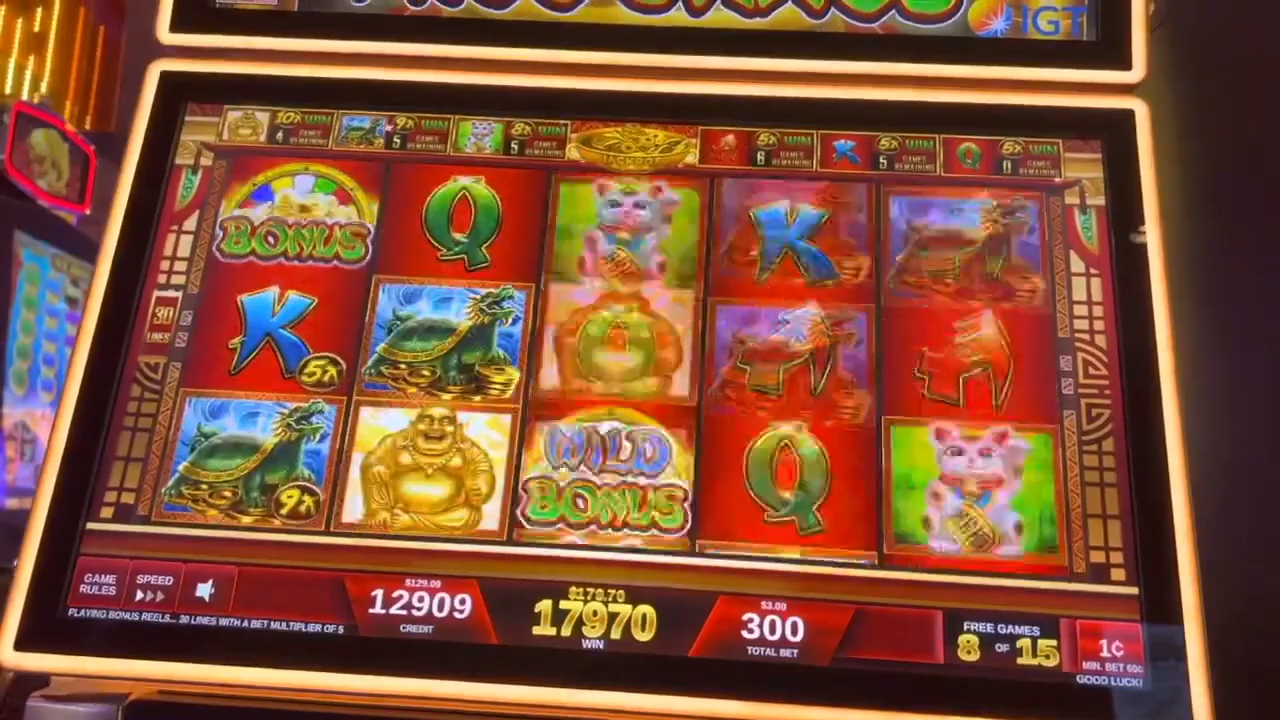 IGT
10X WIN
4 GAMES REMAINING
9X WIN
5 GAMES REMAINING
8X WIN
5 GAMES REMAINING
JACKPOT
5X WIN
6 GAMES REMAINING
K
5X WIN
5 GAMES REMAINING
Q
5X WIN
0 GAMES REMAINING
BONUS
Q
K
30
LINES
K
5X
9X
WILD
BONUS
Q
GAME
RULES
SPEED
$129.09
12909
CREDIT
$179.70
17970
WIN
$3.00
300
TOTAL BET
FREE GAMES
8 OF 15
1¢
MIN. BET 60¢
GOOD LUCK!
PLAYING BONUS REELS... 30 LINES WITH A BET MULTIPLIER OF 5